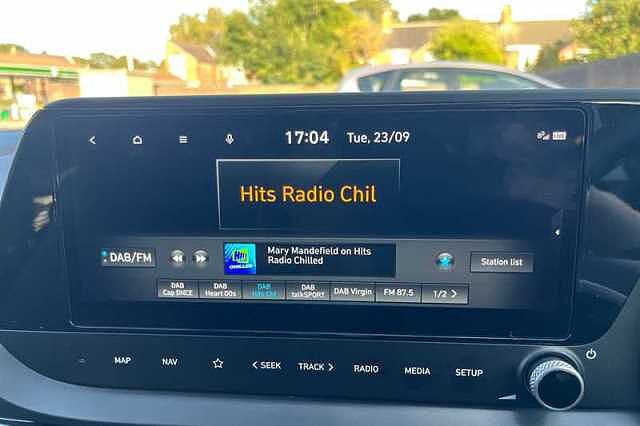 17:04 Tue, 23/09
Hits Radio Chil
DAB/FM
CHILLED
Mary Mandefield on Hits
Radio Chilled
Station list
DAB
Cap DNCE
DAB
Heart 00s
DAB
Hits Chil
DAB
talkSPORT
DAB Virgin
FM 87.5
1/2
MAP
NAV
SEEK
TRACK
RADIO
MEDIA
SETUP